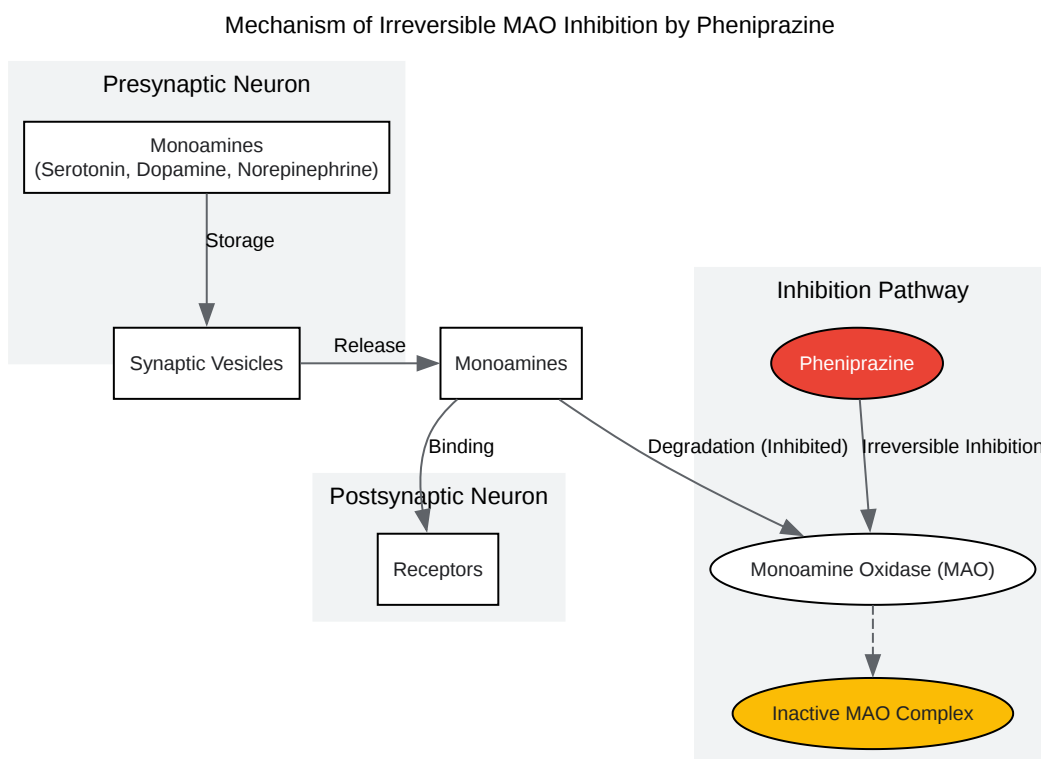 Mechanism of Irreversible MAO Inhibition by Pheniprazine
Presynaptic Neuron
Monoamines
(Serotonin, Dopamine, Norepinephrine)
Storage
Inhibition Pathway
Synaptic Vesicles
Release
Monoamines
Pheniprazine
Binding
Degradation (Inhibited)
Irreversible Inhibition
Postsynaptic Neuron
Receptors
Monoamine Oxidase (MAO)
Inactive MAO Complex